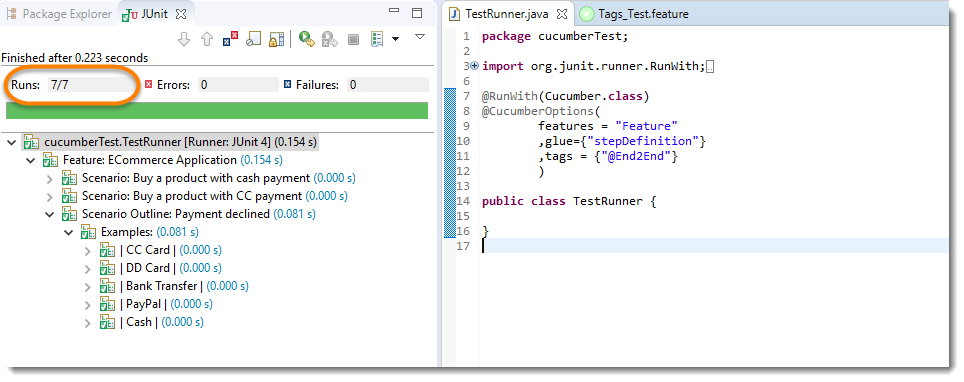 Package Explorer JUnit
Finished after 0.223 seconds
Runs: 7/7 Errors: 0 Failures: 0
cucumberTest.TestRunner [Runner: JUnit 4] (0.154 s)
Feature: ECommerce Application (0.154 s)
Scenario: Buy a product with cash payment (0.000 s)
Scenario: Buy a product with CC payment (0.000 s)
Scenario Outline: Payment declined (0.081 s)
Examples: (0.081 s)
| CC Card | (0.000 s)
| DD Card | (0.000 s)
| Bank Transfer | (0.000 s)
| PayPal | (0.000 s)
| Cash | (0.000 s)
TestRunner.java Tags_Test.feature
1 package cucumberTest;
2
3 import org.junit.runner.RunWith;
6
7 @RunWith(Cucumber.class)
8 @CucumberOptions(
9 features = "Feature"
10 ,glue={"stepDefinition"}
11 ,tags = {"@End2End"}
12 )
13
14 public class TestRunner {
15
16 }
17